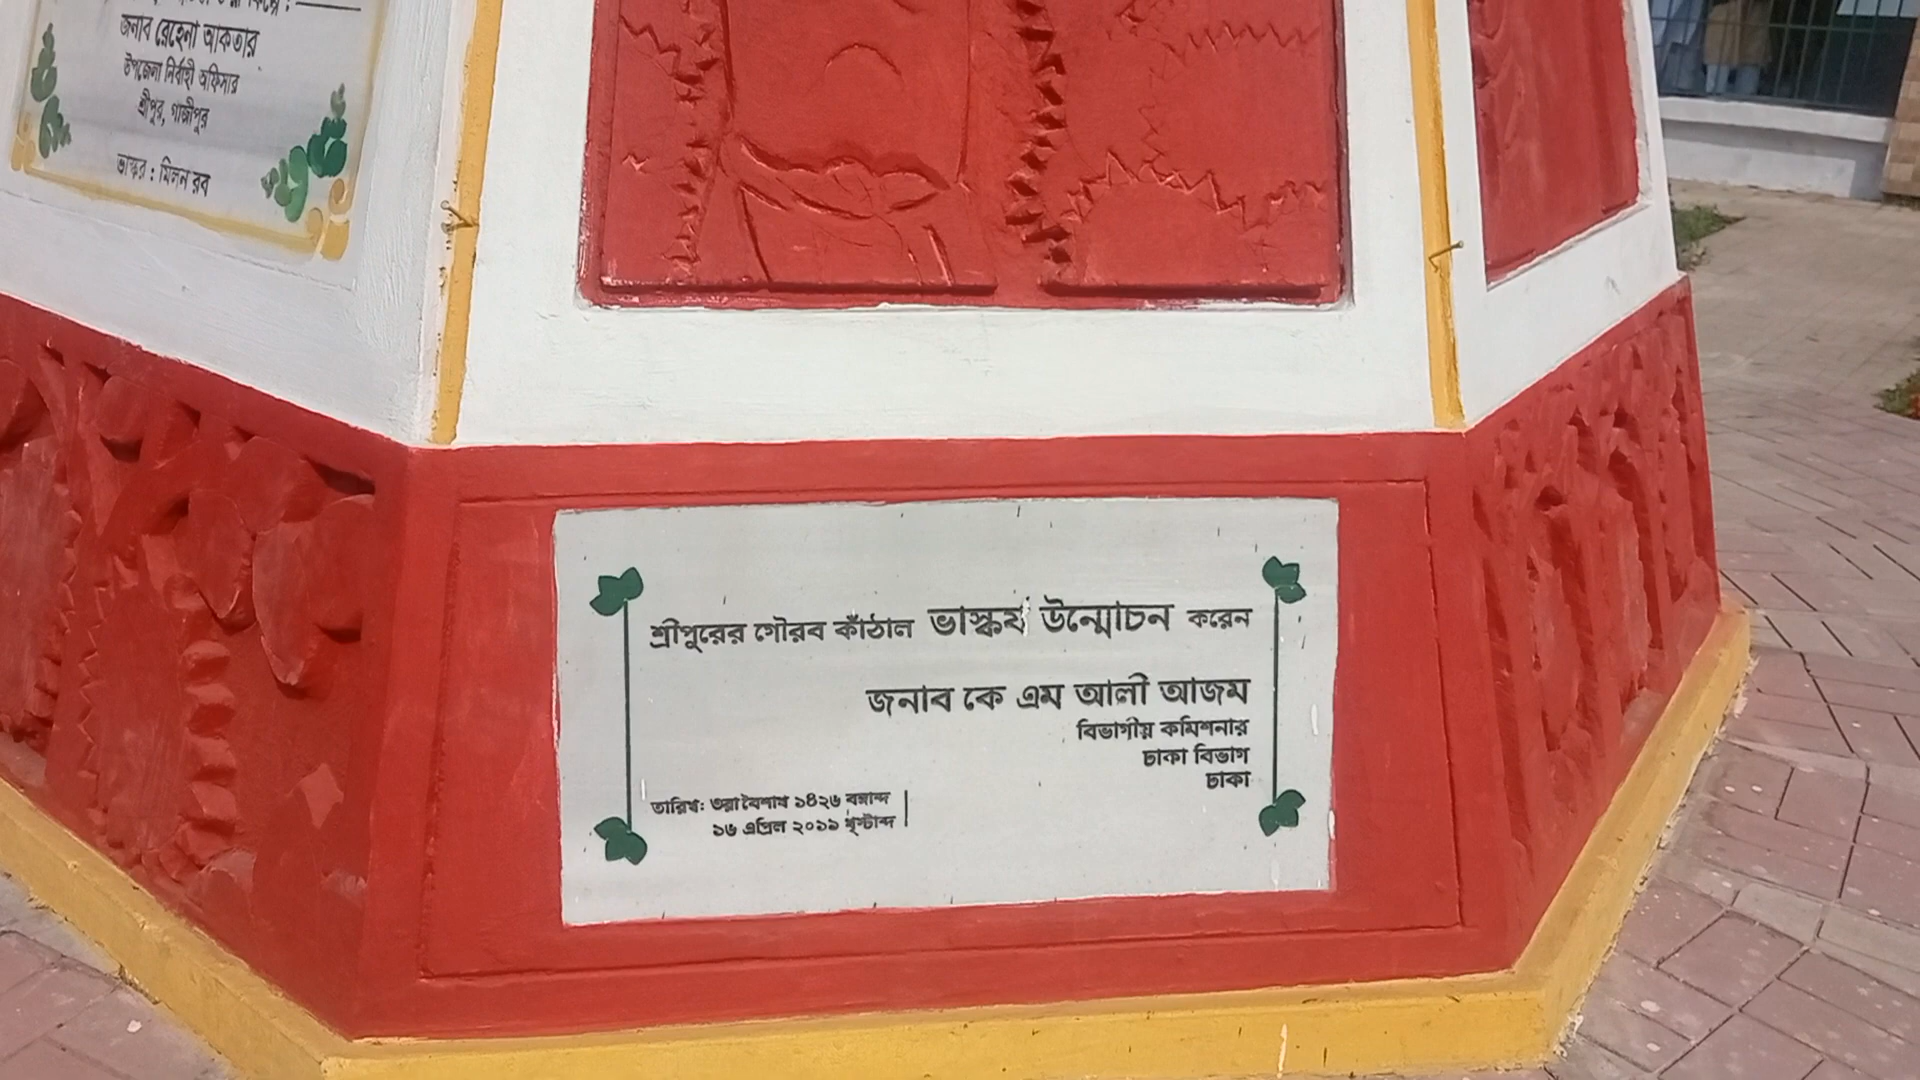 জনাব রেহেনা আকতার
উপজেলা নির্বাহী অফিসার
শ্রীপুর, গাজীপুর
ভাস্কর : মিলন রব
শ্রীপুরের গৌরব কাঁঠাল ভাস্কর্য উন্মোচন করেন
জনাব কে এম আলী আজম
বিভাগীয় কমিশনার
ঢাকা বিভাগ
ঢাকা
তারিখ: ৩রা বৈশাখ ১৪২৬ বঙ্গাব্দ
১৬ এপ্রিল ২০১৯ খৃস্টাব্দ